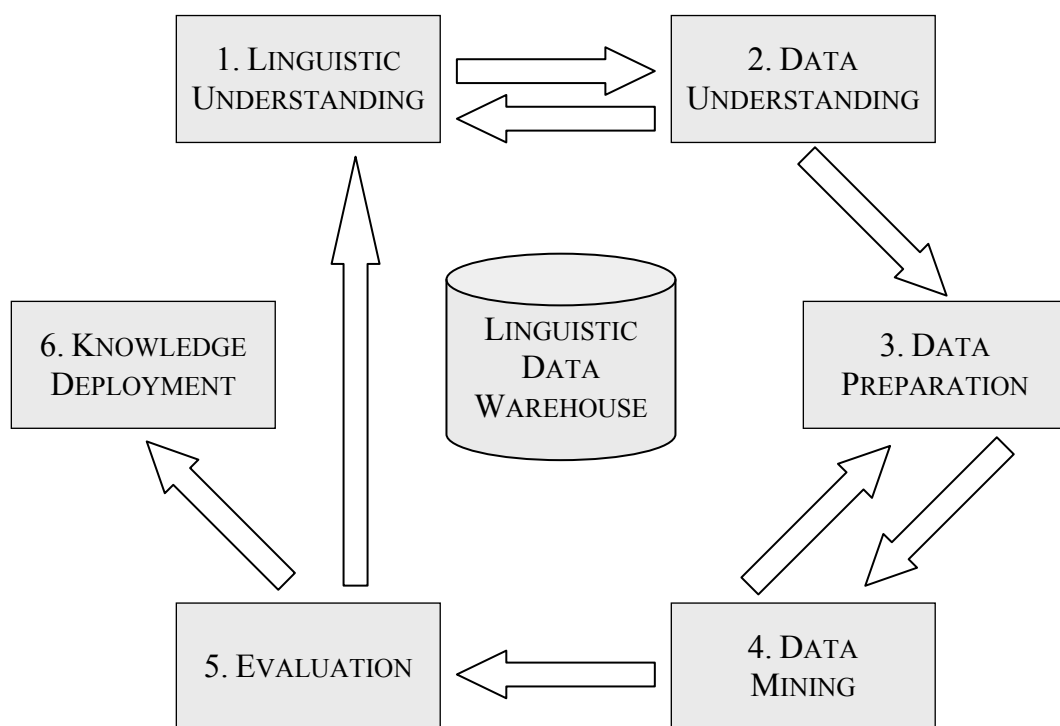 1. LINGUISTIC
UNDERSTANDING
2. DATA
UNDERSTANDING
6. KNOWLEDGE
DEPLOYMENT
LINGUISTIC
DATA
WAREHOUSE
3. DATA
PREPARATION
5. EVALUATION
4. DATA
MINING